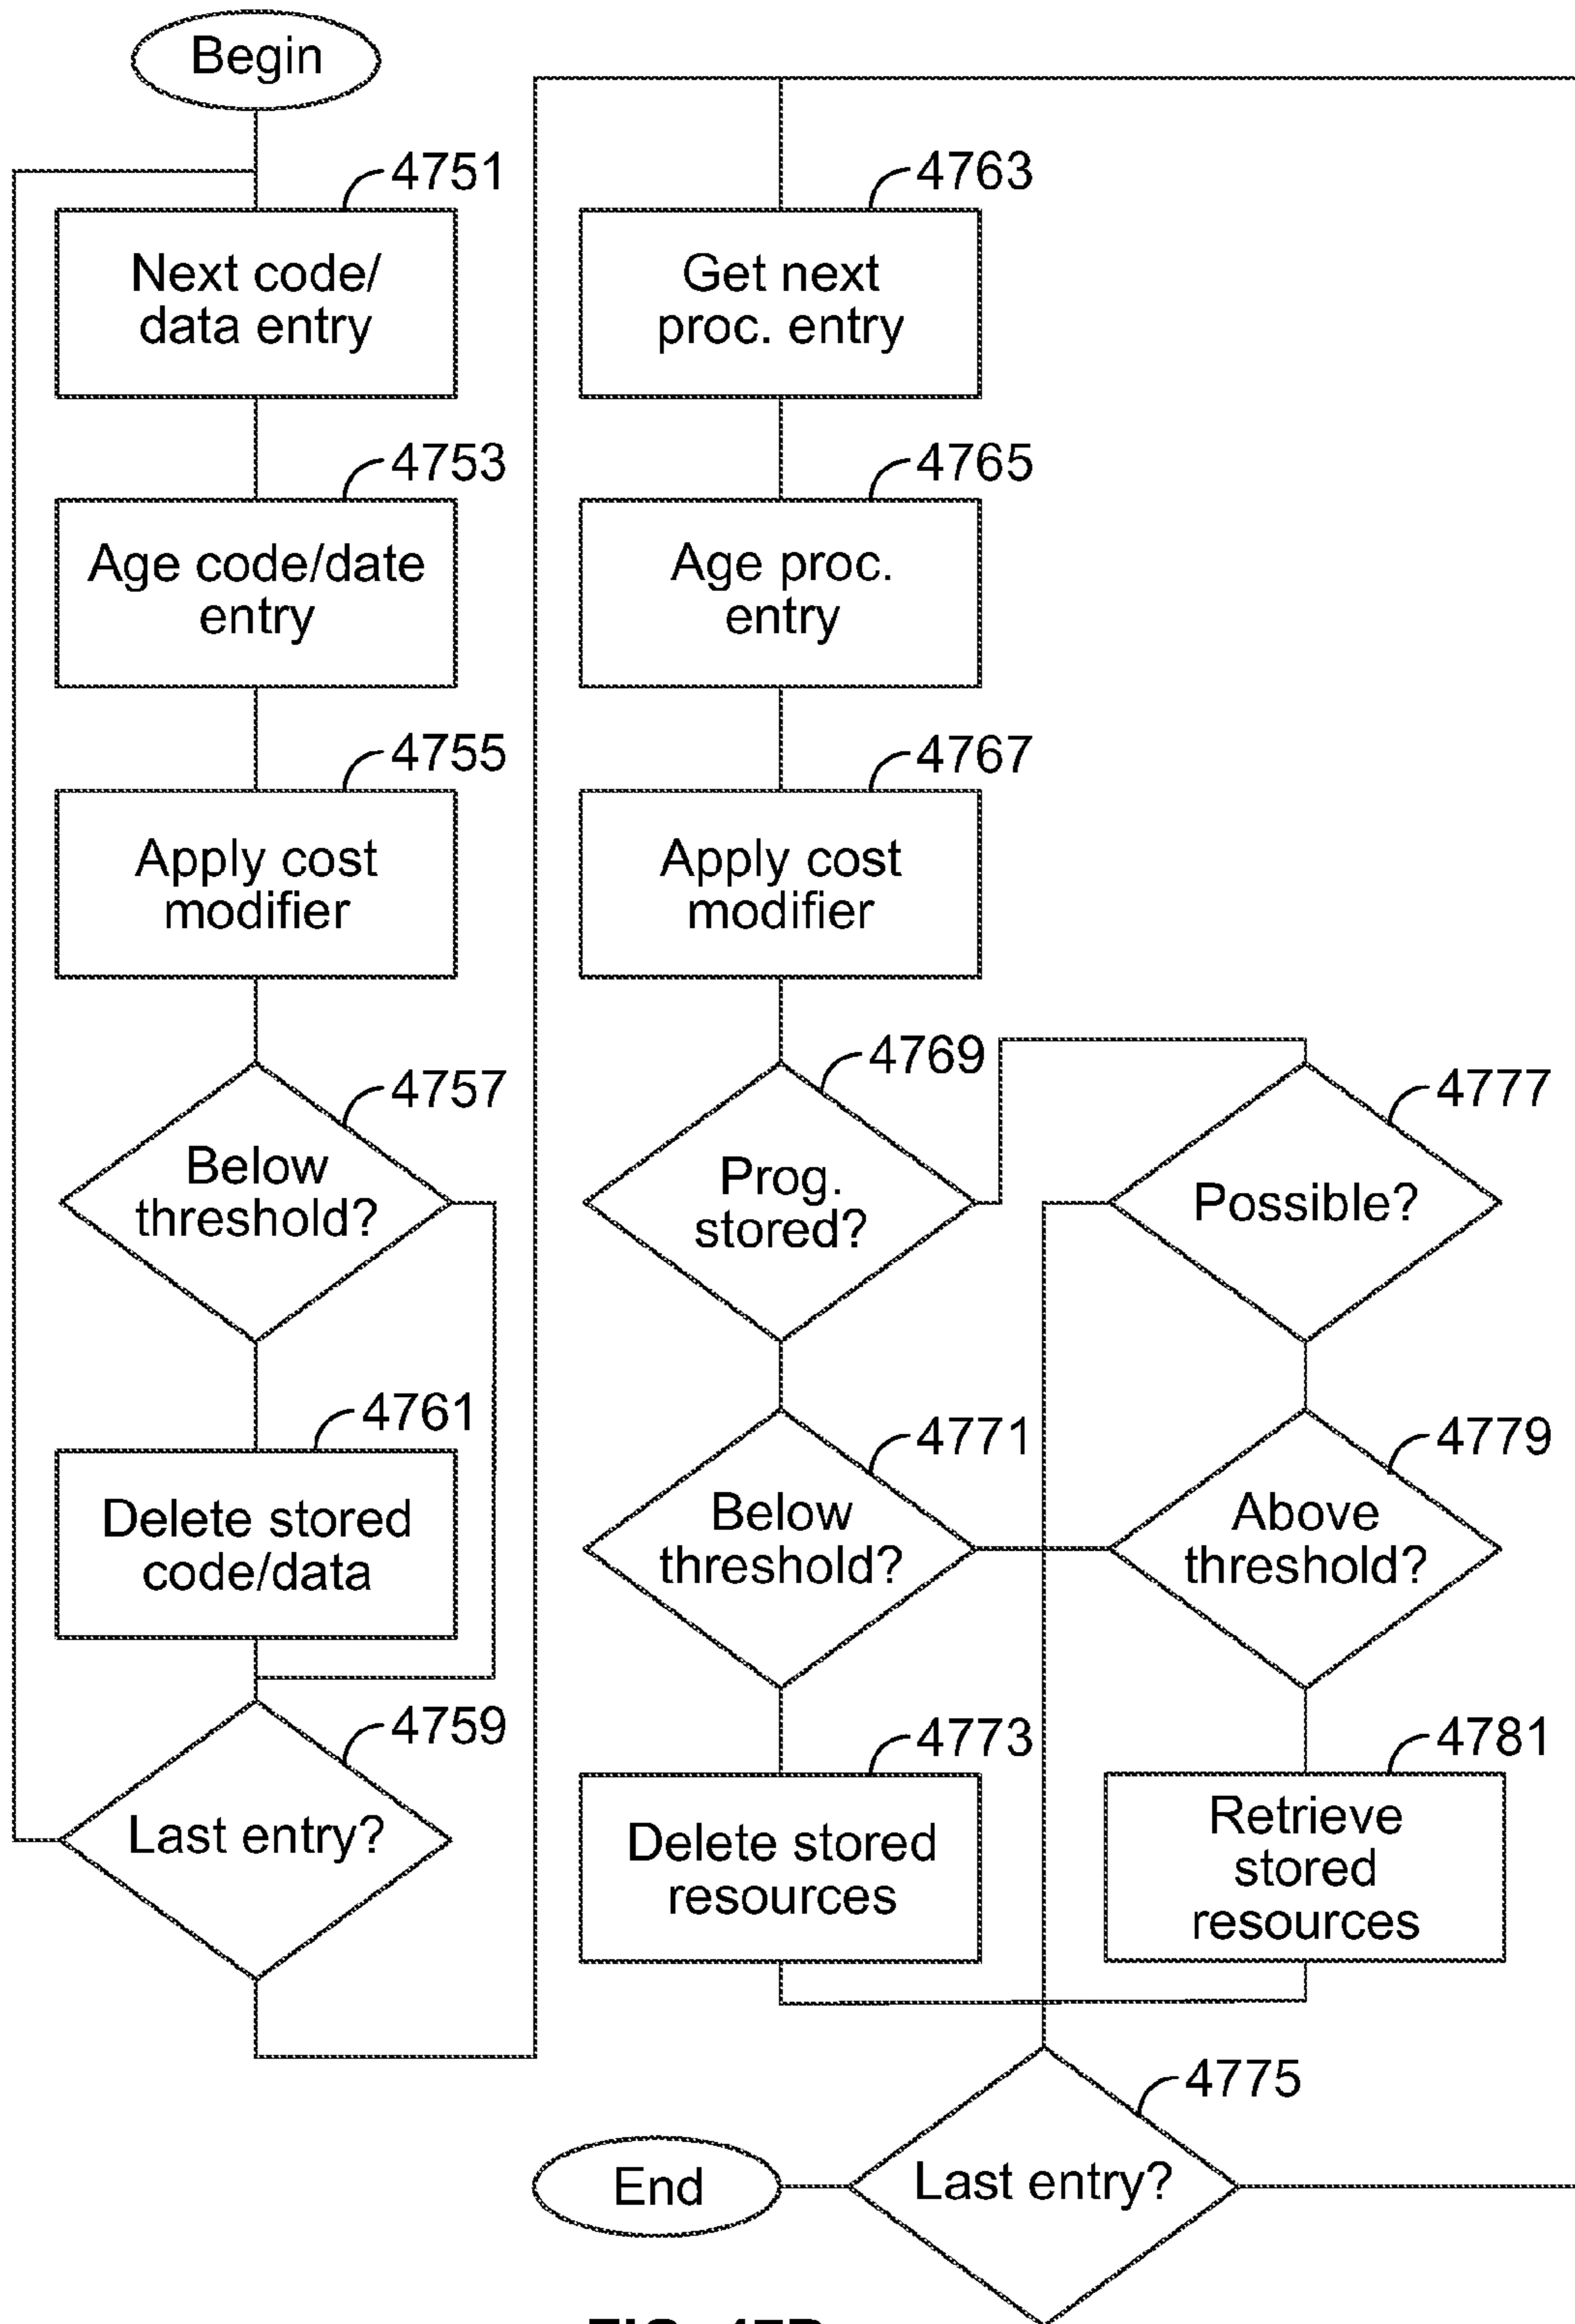 Begin
4751
Next code/
data entry
4753
Age code/date
entry
4755
Apply cost
modifier
4757
Below
threshold?
4761
Delete stored
code/data
4759
Last entry?
4763
Get next
proc. entry
4765
Age proc.
entry
4767
Apply cost
modifier
4769
Prog.
stored?
4771
Below
threshold?
4773
Delete stored
resources
4777
Possible?
4779
Above
threshold?
4781
Retrieve
stored
resources
4775
Last entry?
End